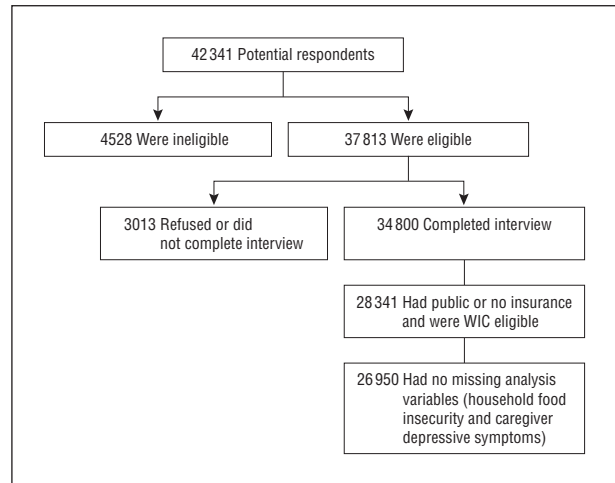 42 341 Potential respondents
4528 Were ineligible
37 813 Were eligible
3013 Refused or did
not complete interview
34 800 Completed interview
28 341 Had public or no insurance
and were WIC eligible
26 950 Had no missing analysis
variables (household food
insecurity and caregiver
depressive symptoms)